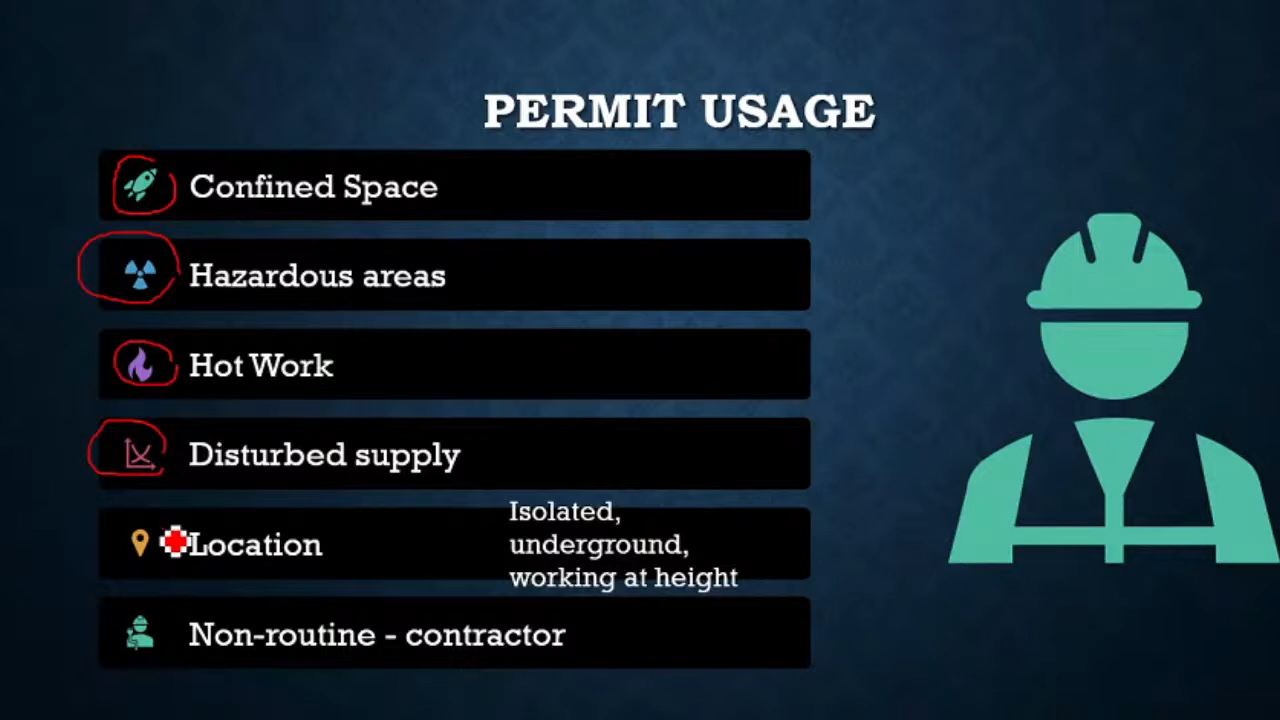 PERMIT USAGE
Confined Space
Hazardous areas
Hot Work
Disturbed supply
Location
Isolated,
underground,
working at height
Non-routine - contractor